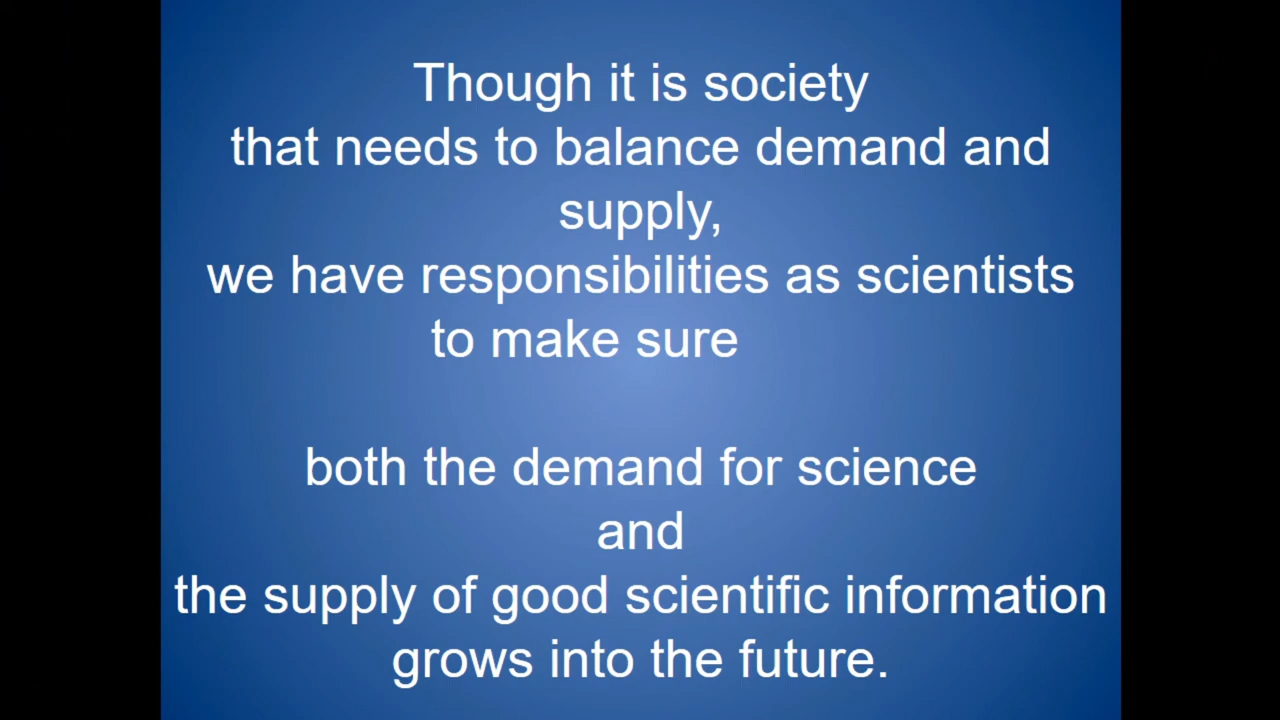 Though it is society
that needs to balance demand and
supply,
we have responsibilities as scientists
to make sure
both the demand for science
and
the supply of good scientific information
grows into the future.